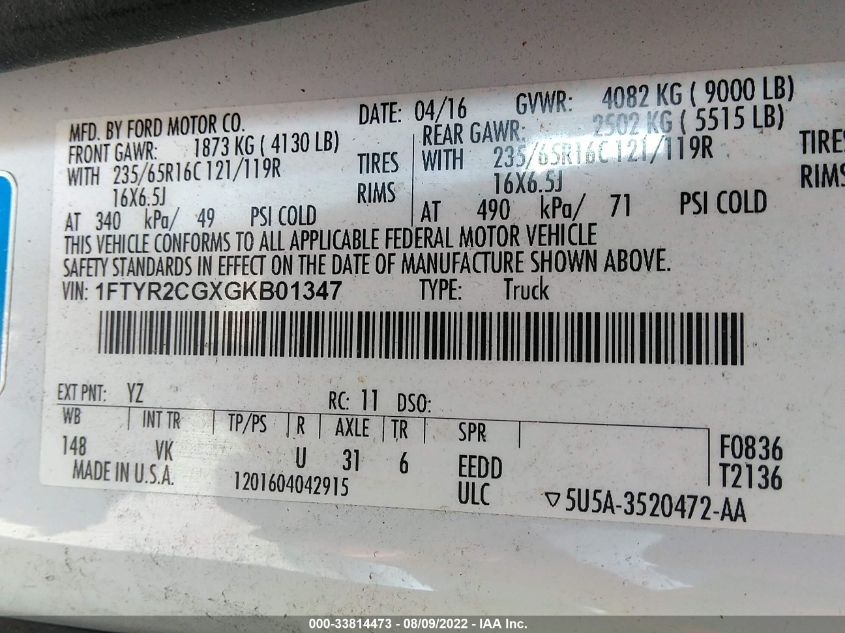 MFD. BY FORD MOTOR CO. DATE: 04/16 GVWR: 4082 KG ( 9000 LB)
FRONT GAWR: 1873 KG ( 4130 LB) REAR GAWR: 2502 KG ( 5515 LB)
WITH 235/65R16C 121/119R TIRES WITH 235/65R16C 121/119R TIRES
16X6.5J RIMS 16X6.5J RIMS
AT 340 kPa/ 49 PSI COLD AT 490 kPa/ 71 PSI COLD
THIS VEHICLE CONFORMS TO ALL APPLICABLE FEDERAL MOTOR VEHICLE
SAFETY STANDARDS IN EFFECT ON THE DATE OF MANUFACTURE SHOWN ABOVE.
VIN: 1FTYR2CGXGKB01347 TYPE: Truck
EXT PNT: YZ RC: 11 DSO:
WB INT TR TP/PS R AXLE TR SPR
148 VK U 31 6 EEDD F0836
MADE IN U.S.A. 1201604042915 ULC T2136
▽5U5A-3520472-AA
000-33814473 - 08/09/2022 - IAA Inc.